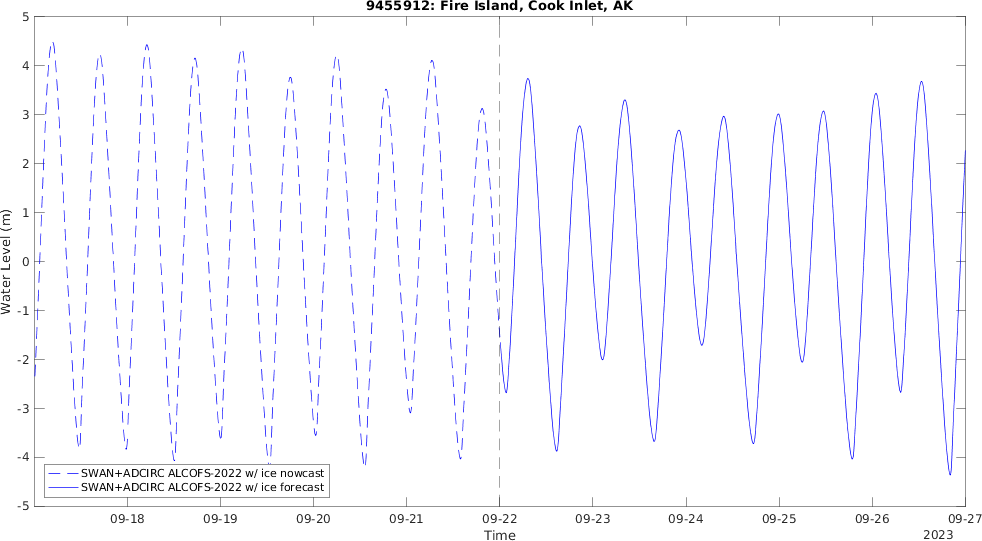 9455912: Fire Island, Cook Inlet, AK
5
4
3
2
1
0
-1
-2
-3
-4
-5
Water Level (m)
SWAN+ADCIRC ALCOFS-2022 w/ ice nowcast
SWAN+ADCIRC ALCOFS-2022 w/ ice forecast
09-18 09-19 09-20 09-21 09-22 09-23 09-24 09-25 09-26 09-27
Time
2023